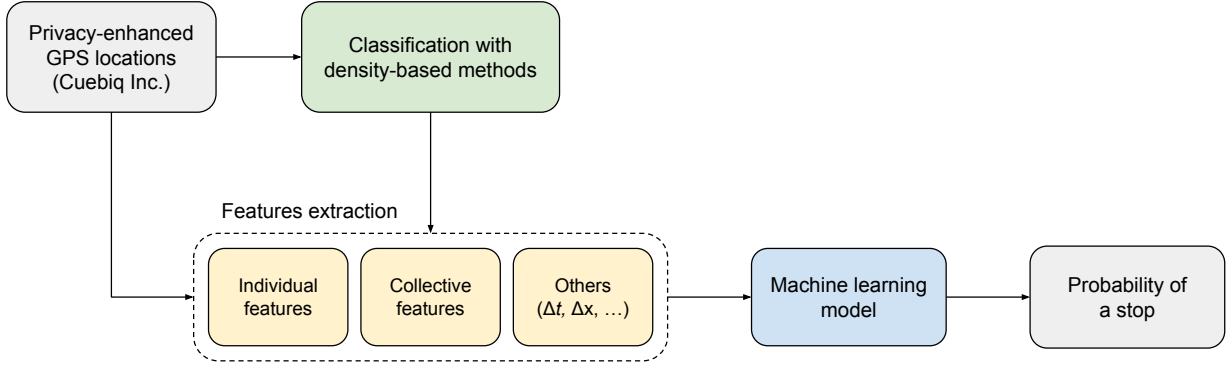 Privacy-enhanced
GPS locations
(Cuebiq Inc.)
Classification with
density-based methods
Features extraction
Individual
features
Collective
features
Others
(Δt, Δx, …)
Machine learning
model
Probability of
a stop